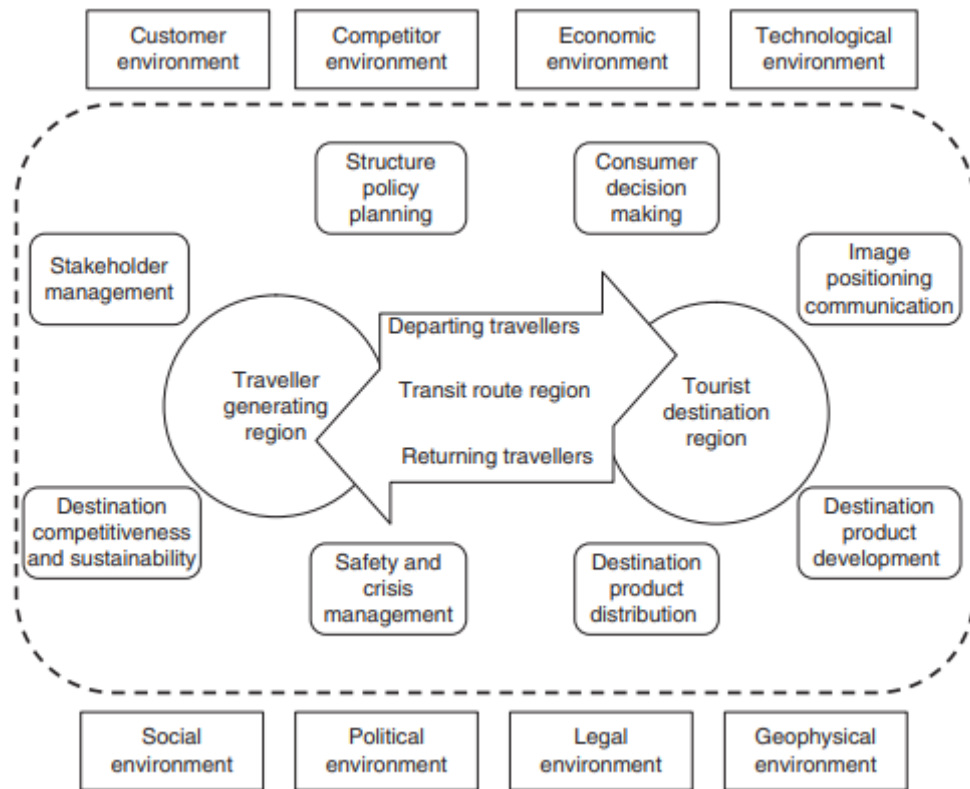 Customer
environment
Competitor
environment
Economic
environment
Technological
environment
Structure
policy
planning
Consumer
decision
making
Stakeholder
management
Image
positioning
communication
Departing travellers
Traveller
generating
region
Transit route region
Tourist
destination
region
Returning travellers
Destination
competitiveness
and sustainability
Safety and
crisis
management
Destination
product
distribution
Destination
product
development
Social
environment
Political
environment
Legal
environment
Geophysical
environment